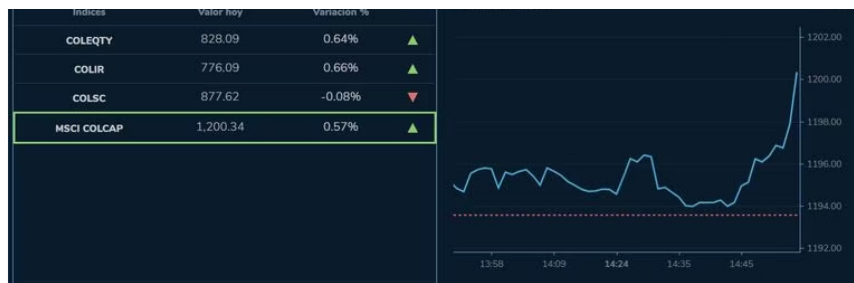 Indices Valor hoy Variación %
COLEQTY 828.09 0.64%
COLIR 776.09 0.66%
COLSC 877.62 -0.08%
MSCI COLCAP 1,200.34 0.57%
1202.00
1200.00
1198.00
1196.00
1194.00
1192.00
13:58 14:09 14:24 14:35 14:45